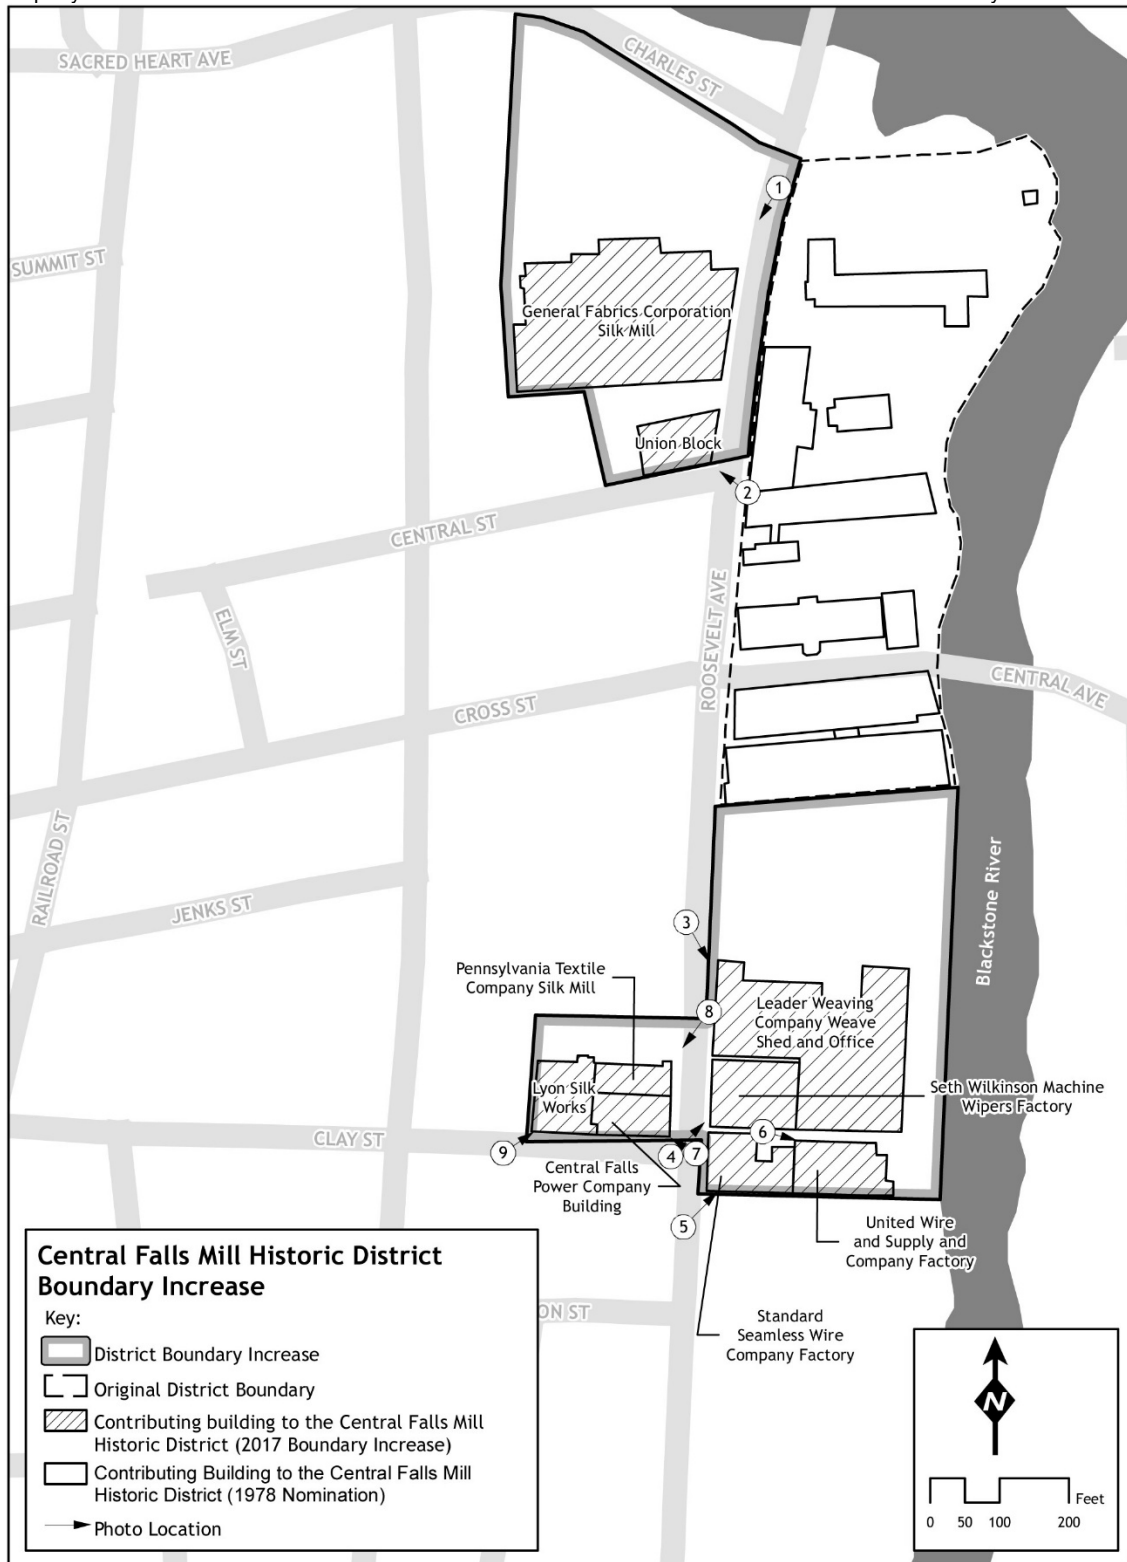 SACRED HEART AVE
CHARLES ST
1
SUMMIT ST
General Fabrics Corporation
Silk Mill
Union Block
2
CENTRAL ST
ELM ST
ROOSEVELT AVE
CROSS ST
CENTRAL AVE
RAILROAD ST
JENKS ST
Blackstone River
3
Pennsylvania Textile
Company Silk Mill
8
Leader Weaving
Company Weave
Shed and Office
Lyon Silk
Works
Seth Wilkinson Machine
Wipers Factory
CLAY ST
9
4
7
6
Central Falls
Power Company
Building
5
United Wire
and Supply and
Company Factory
ON ST
Standard
Seamless Wire
Company Factory
Central Falls Mill Historic District
Boundary Increase
Key:
District Boundary Increase
Original District Boundary
Contributing building to the Central Falls Mill
Historic District (2017 Boundary Increase)
Contributing Building to the Central Falls Mill
Historic District (1978 Nomination)
Photo Location
N
Feet
0 50 100 200